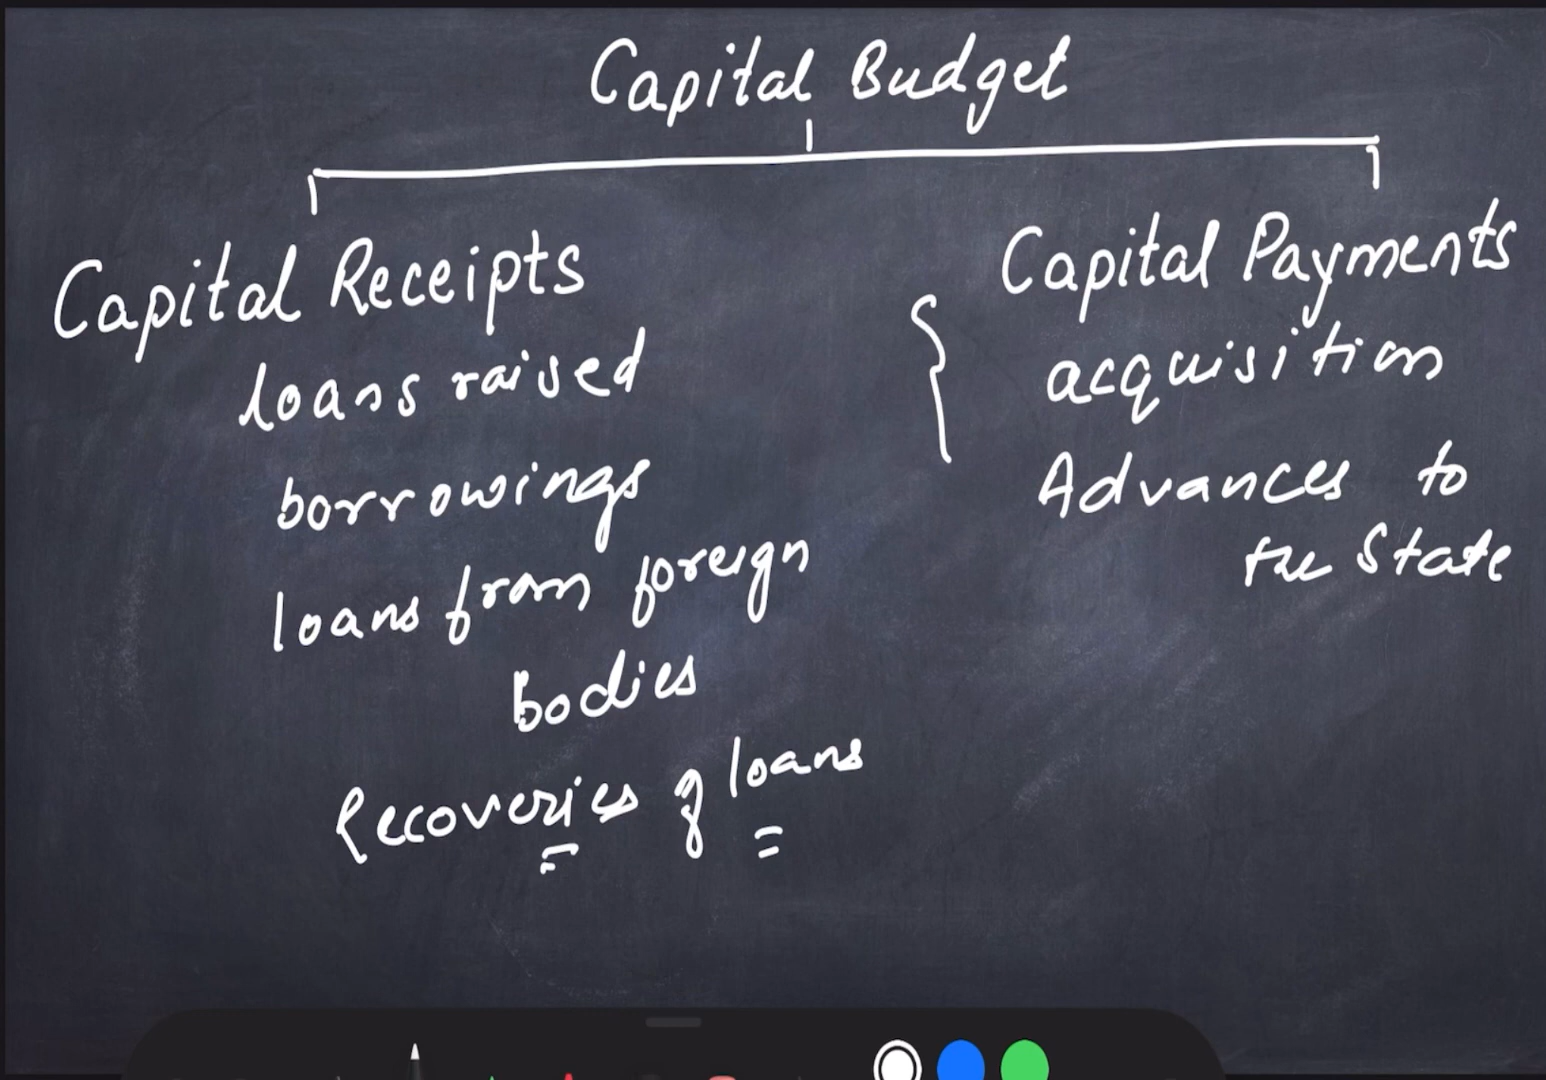 Capital Budget
Capital Receipts
loans raised
borrowings
loans from foreign
bodies
Recoveries of loans
Capital Payments
acquisition
Advances to
the State